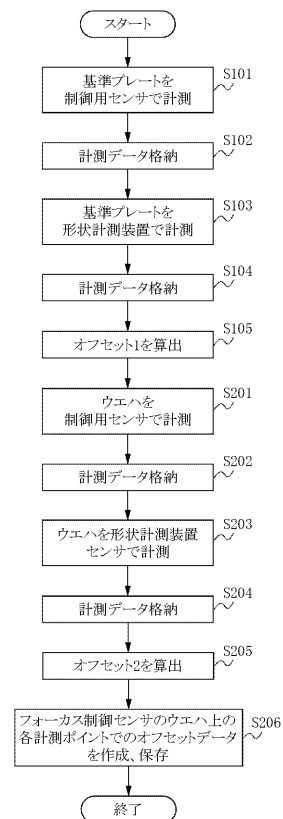 スタート
基準プレートを
制御用センサで計測
S101
計測データ格納
S102
基準プレートを
形状計測装置で計測
S103
計測データ格納
S104
オフセット1を算出
S105
ウエハを
制御用センサで計測
S201
計測データ格納
S202
ウエハを形状計測装置
センサで計測
S203
計測データ格納
S204
オフセット2を算出
S205
フォーカス制御センサのウエハ上の
各計測ポイントでのオフセットデータ
を作成、保存
S206
終了